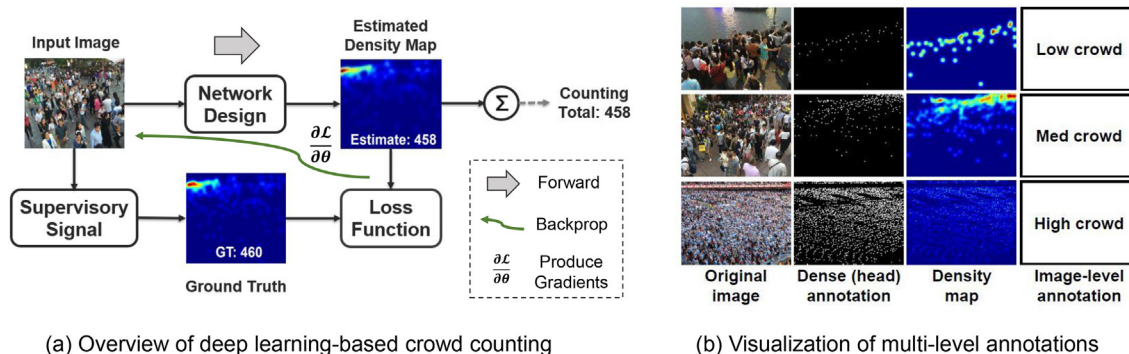 Input Image
Network
Design
Estimated
Density Map
Estimate: 458
Σ
Counting
Total: 458
∂ℒ
∂θ
Supervisory
Signal
GT: 460
Ground Truth
Loss
Function
Forward
Backprop
∂ℒ
∂θ
Produce
Gradients
(a) Overview of deep learning-based crowd counting
Low crowd
Med crowd
High crowd
Original
image
Dense (head)
annotation
Density
map
Image-level
annotation
(b) Visualization of multi-level annotations